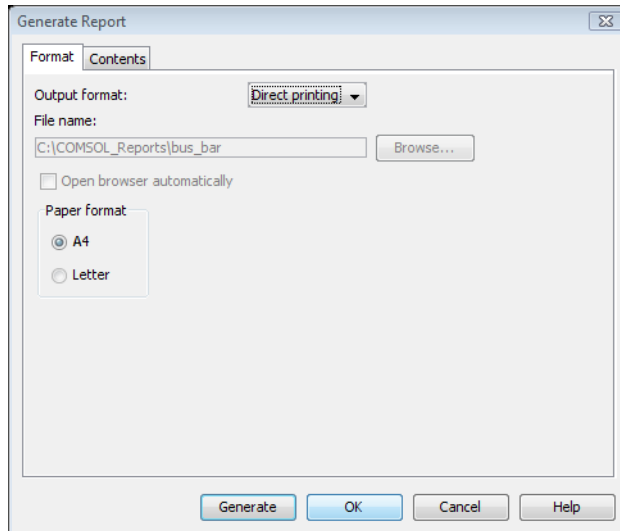 Generate Report
Format Contents
Output format: Direct printing
File name:
C:\COMSOL_Reports\bus_bar Browse...
Open browser automatically
Paper format
A4
Letter
Generate OK Cancel Help